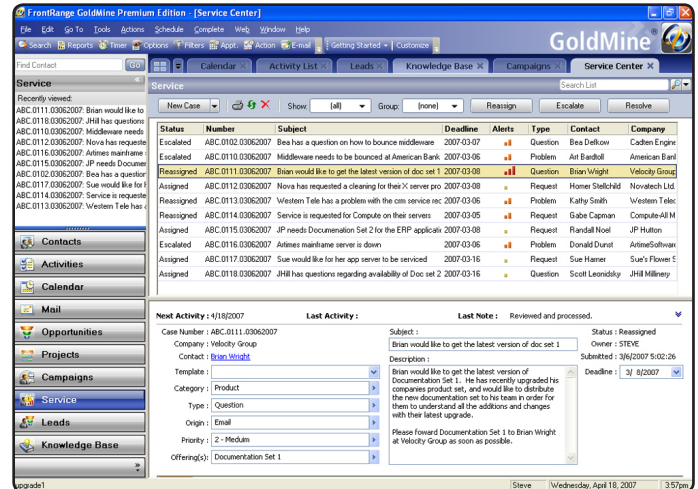 FrontRange GoldMine Premium Edition - [Service Center]
File Edit Go To Tools Actions Schedule Complete Web Window Help
Search Reports Timer Options Filters Appt. Action E-mail Getting Started Customize
GoldMine®
Find Contact Go Calendar Activity List Leads Knowledge Base Campaigns Service Center
Service
Service Search List
Recently viewed:
ABC.0111.03062007: Brian would like to
ABC.0118.03062007: JHill has questions
ABC.0110.03062007: Middleware needs
ABC.0112.03062007: Nova has requeste
ABC.0116.03062007: Artimes mainframe
ABC.0115.03062007: JP needs Documer
ABC.0102.03062007: Bea has a question
ABC.0117.03062007: Sue would like for h
ABC.0114.03062007: Service is requeste
ABC.0113.03062007: Western Tele has a
New Case Show: (all) Group: (none) Reassign Escalate Resolve
Status Number Subject Deadline Alerts Type Contact Company
Escalated ABC.0102.03062007 Bea has a question on how to bounce middleware 2007-03-07 Question Bea Defkow Cadten Engine
Escalated ABC.0110.03062007 Middleware needs to be bounced at American Bank 2007-03-06 Problem Art Bardtoll American Banl
Reassigned ABC.0111.03062007 Brian would like to get the latest version of doc set 1 2007-03-08 Question Brian Wright Velocity Group
Assigned ABC.0112.03062007 Nova has requested a cleaning for their X server pro 2007-03-08 Request Homer Stellchild Novatech Ltd.
Reassigned ABC.0113.03062007 Western Tele has a problem with the crm service rec 2007-03-06 Problem Kathy Smith Western Telec
Reassigned ABC.0114.03062007 Service is requested for Compute on their servers 2007-03-05 Request Gabe Capman Compute-All M
Assigned ABC.0115.03062007 JP needs Documentation Set 2 for the ERP applicatic 2007-03-08 Request Randall Noel JP Hutton
Escalated ABC.0116.03062007 Artimes mainframe server is down 2007-03-06 Problem Donald Dunst ArtimeSoftware
Assigned ABC.0117.03062007 Sue would like for her app server to be serviced 2007-03-16 Request Sue Hamer Sue's Flower S
Assigned ABC.0118.03062007 JHill has questions regarding availability of Doc set 2 2007-03-16 Question Scott Leonidsky JHill Millinery
Contacts
Activities
Calendar
Mail
Opportunities
Projects
Campaigns
Service
Leads
Knowledge Base
Next Activity : 4/18/2007 Last Activity : Last Note : Reviewed and processed.
Case Number : ABC.0111.03062007 Subject : Status : Reassigned
Company : Velocity Group Brian would like to get the latest version of doc set 1 Owner : STEVE
Contact : Brian Wright Description : Submitted : 3/6/2007 5:02:26
Template : Brian would like to get the latest version of Deadline : 3/ 8/2007
Documentation Set 1. He has recently upgraded his
Category : Product companies product set, and would like to distribute
the new documentation set to his team in order for
Type : Question them to understand all the additions and changes
with their latest upgrade.
Origin : Email
Priority : 2 - Meduim Please foward Documentation Set 1 to Brian Wright
at Velocity Group as soon as possible.
Offering(s): Documentation Set 1
upgrade1 Steve Wednesday, April 18, 2007 3:57pm